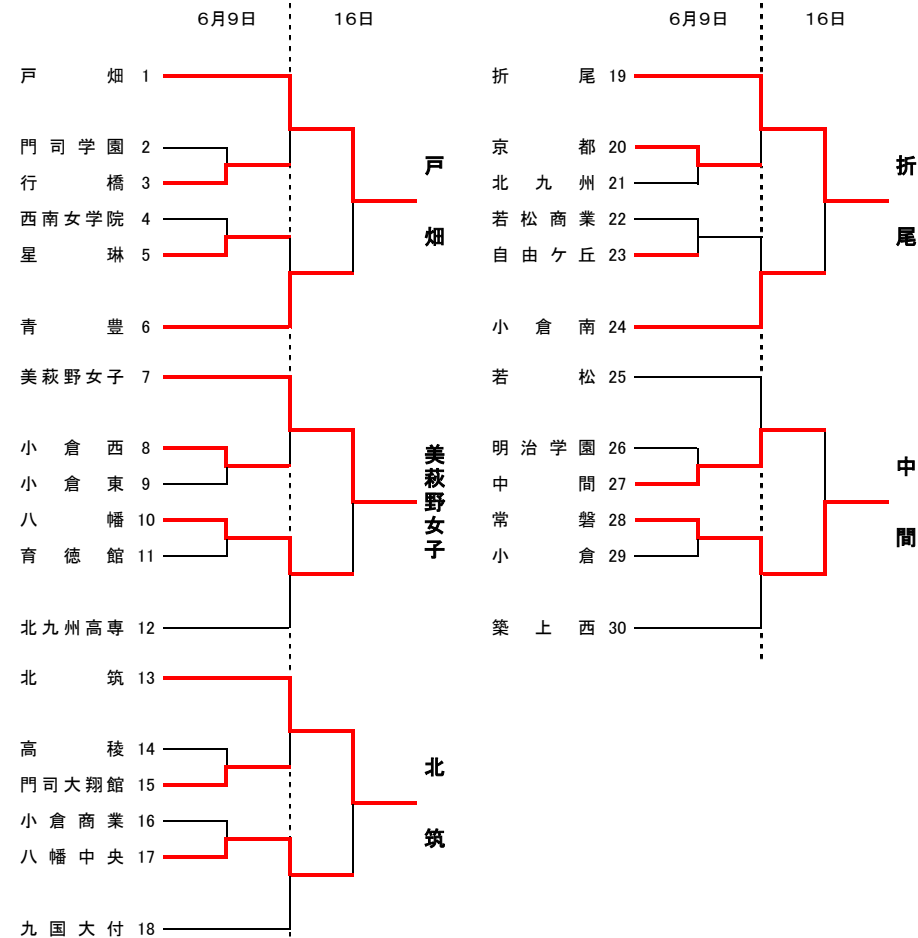 6月9日 16日
戸畑 1
門司学園 2
行橋 3
西南女学院 4
星琳 5
青豊 6
戸畑
美萩野女子 7
小倉西 8
小倉東 9
八幡 10
育徳館 11
北九州高専 12
美萩野女子
北筑 13
高稜 14
門司大翔館 15
小倉商業 16
八幡中央 17
九国大付 18
北筑
6月9日 16日
折尾 19
京都 20
北九州 21
若松商業 22
自由ケ丘 23
小倉南 24
折尾
若松 25
明治学園 26
中間 27
常磐 28
小倉 29
築上西 30
中間